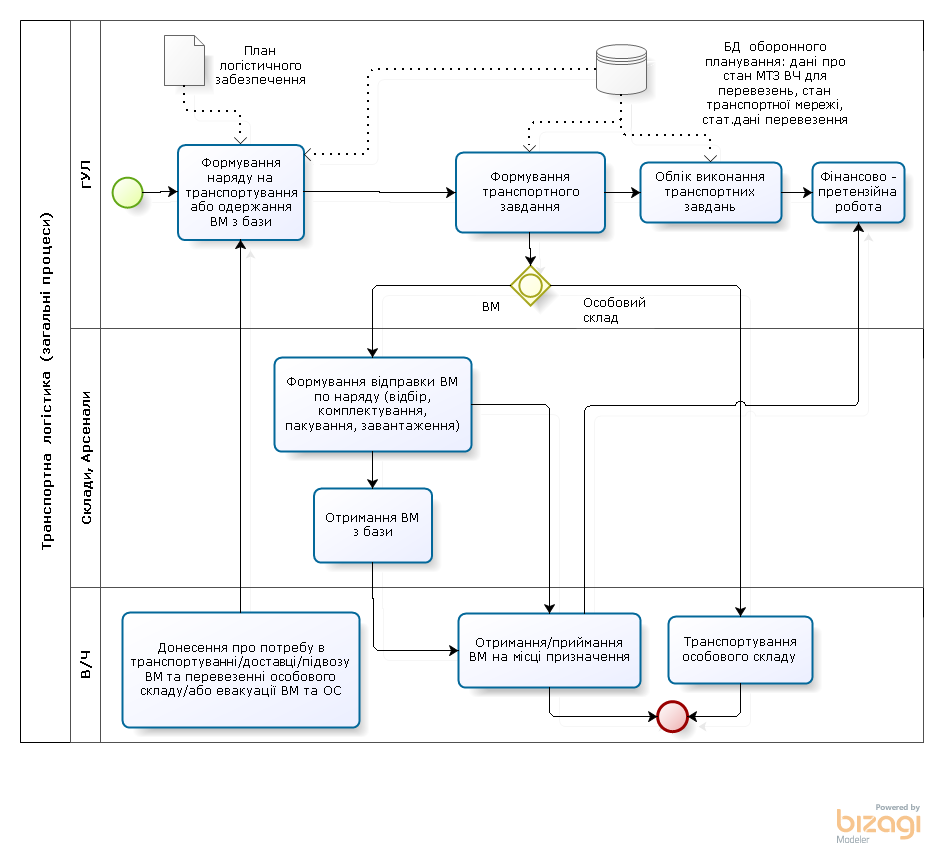 Транспортна логістика (загальні процеси)
ГУЛ
План
логістичного
забезпечення
БД оборонного
планування: дані про
стан МТЗ ВЧ для
перевезень, стан
транспортної мережі,
стат.дані перевезення
Формування
наряду на
транспортування
або одержання
ВМ з бази
Формування
транспортного
завдання
Облік виконання
транспортних
завдань
Фінансово -
претензійна
робота
ВМ
Особовий
склад
Склади, Арсенали
Формування відправки ВМ
по наряду (відбір,
комплектування,
пакування, завантаження)
Отримання ВМ
з бази
В/Ч
Донесення про потребу в
транспортуванні/доставці/підвозу
ВМ та перевезенні особового
складу/або евакуації ВМ та ОС
Отримання/приймання
ВМ на місці призначення
Транспортування
особового складу
Powered by
bizagi
Modeler